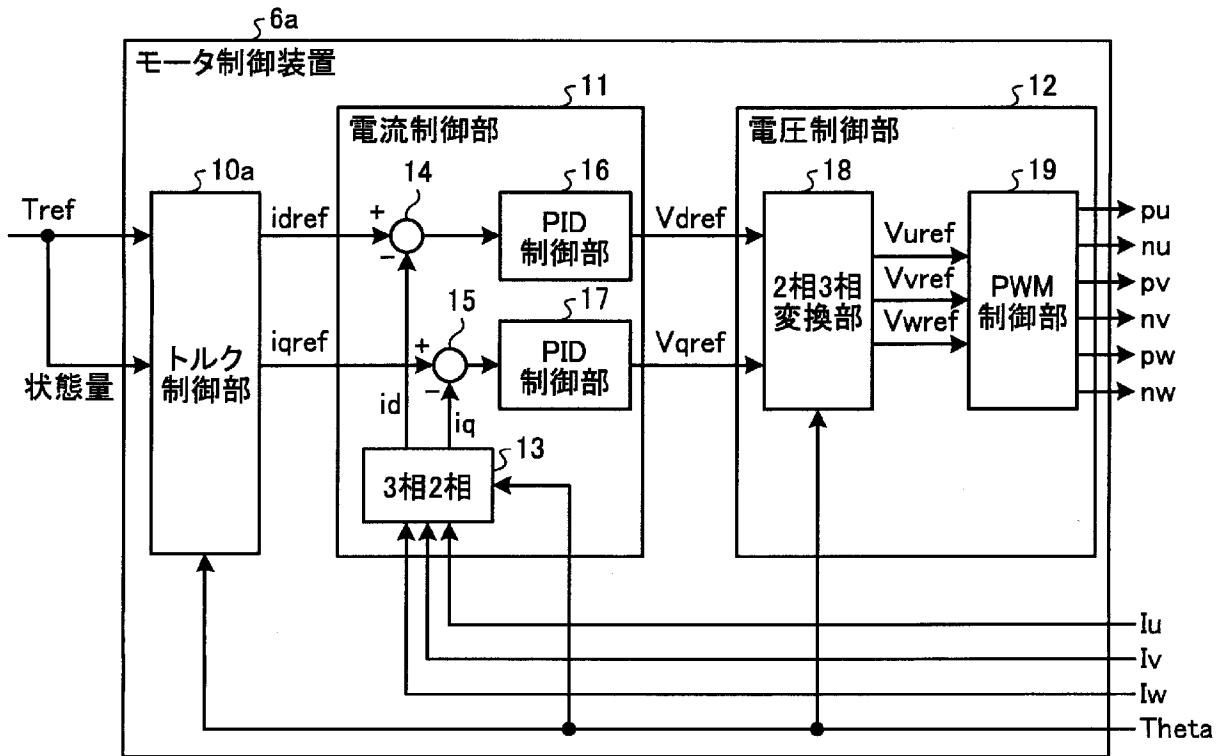 6a
モータ制御装置
11
電流制御部
12
電圧制御部
10a
トルク
制御部
Tref
状態量
idref
iqref
14
+
−
15
+
−
16
PID
制御部
17
PID
制御部
id
iq
13
3相2相
Vdref
Vqref
18
2相3相
変換部
Vuref
Vvref
Vwref
19
PWM
制御部
pu
nu
pv
nv
pw
nw
Iu
Iv
Iw
Theta